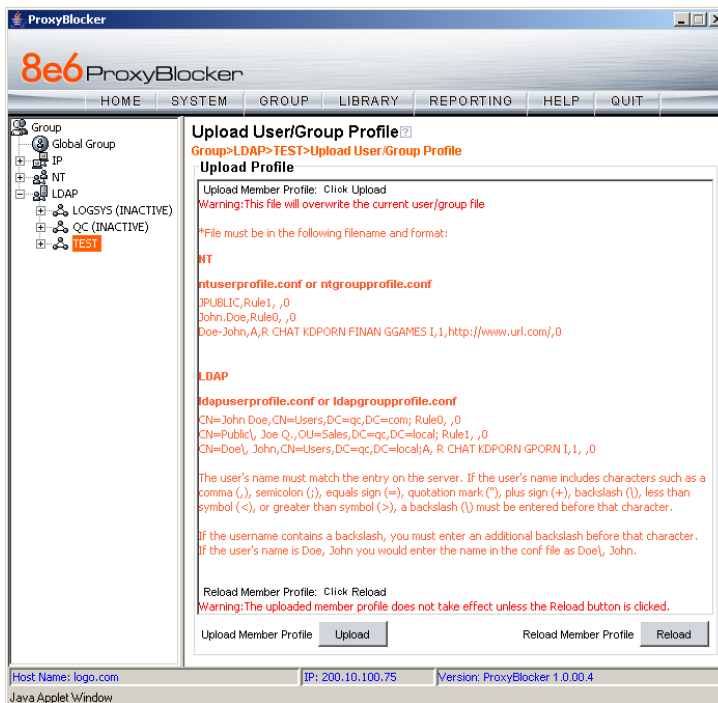 ProxyBlocker
8e6 ProxyBlocker
HOME SYSTEM GROUP LIBRARY REPORTING HELP QUIT
Group
Global Group
IP
NT
LDAP
LOGSYS (INACTIVE)
QC (INACTIVE)
TEST
Upload User/Group Profile?
Group>LDAP>TEST>Upload User/Group Profile
Upload Profile
Upload Member Profile: Click Upload
Warning:This file will overwrite the current user/group file
*File must be in the following filename and format:
NT
ntuserprofile.conf or ntgroupprofile.conf
JPUBLIC,Rule1, ,0
John.Doe,Rule0, ,0
Doe-John,A,R CHAT KDPORN FINAN GGAMES I,1,http://www.url.com/,0
LDAP
ldapuserprofile.conf or ldapgroupprofile.conf
CN=John Doe,CN=Users,DC=qc,DC=com; Rule0, ,0
CN=Public\, Joe Q.,OU=Sales,DC=qc,DC=local; Rule1, ,0
CN=Doe\, John,CN=Users,DC=qc,DC=local;A, R CHAT KDPORN GPORN I,1, ,0
The user's name must match the entry on the server. If the user's name includes characters such as a
comma (,), semicolon (;), equals sign (=), quotation mark ("), plus sign (+), backslash (\), less than
symbol (<), or greater than symbol (>), a backslash (\) must be entered before that character.
If the username contains a backslash, you must enter an additional backslash before that character.
If the user's name is Doe, John you would enter the name in the conf file as Doe\, John.
Reload Member Profile: Click Reload
Warning:The uploaded member profile does not take effect unless the Reload button is clicked.
Upload Member Profile Upload Reload Member Profile Reload
Host Name: logo.com IP: 200.10.100.75 Version: ProxyBlocker 1.0.00.4
Java Applet Window